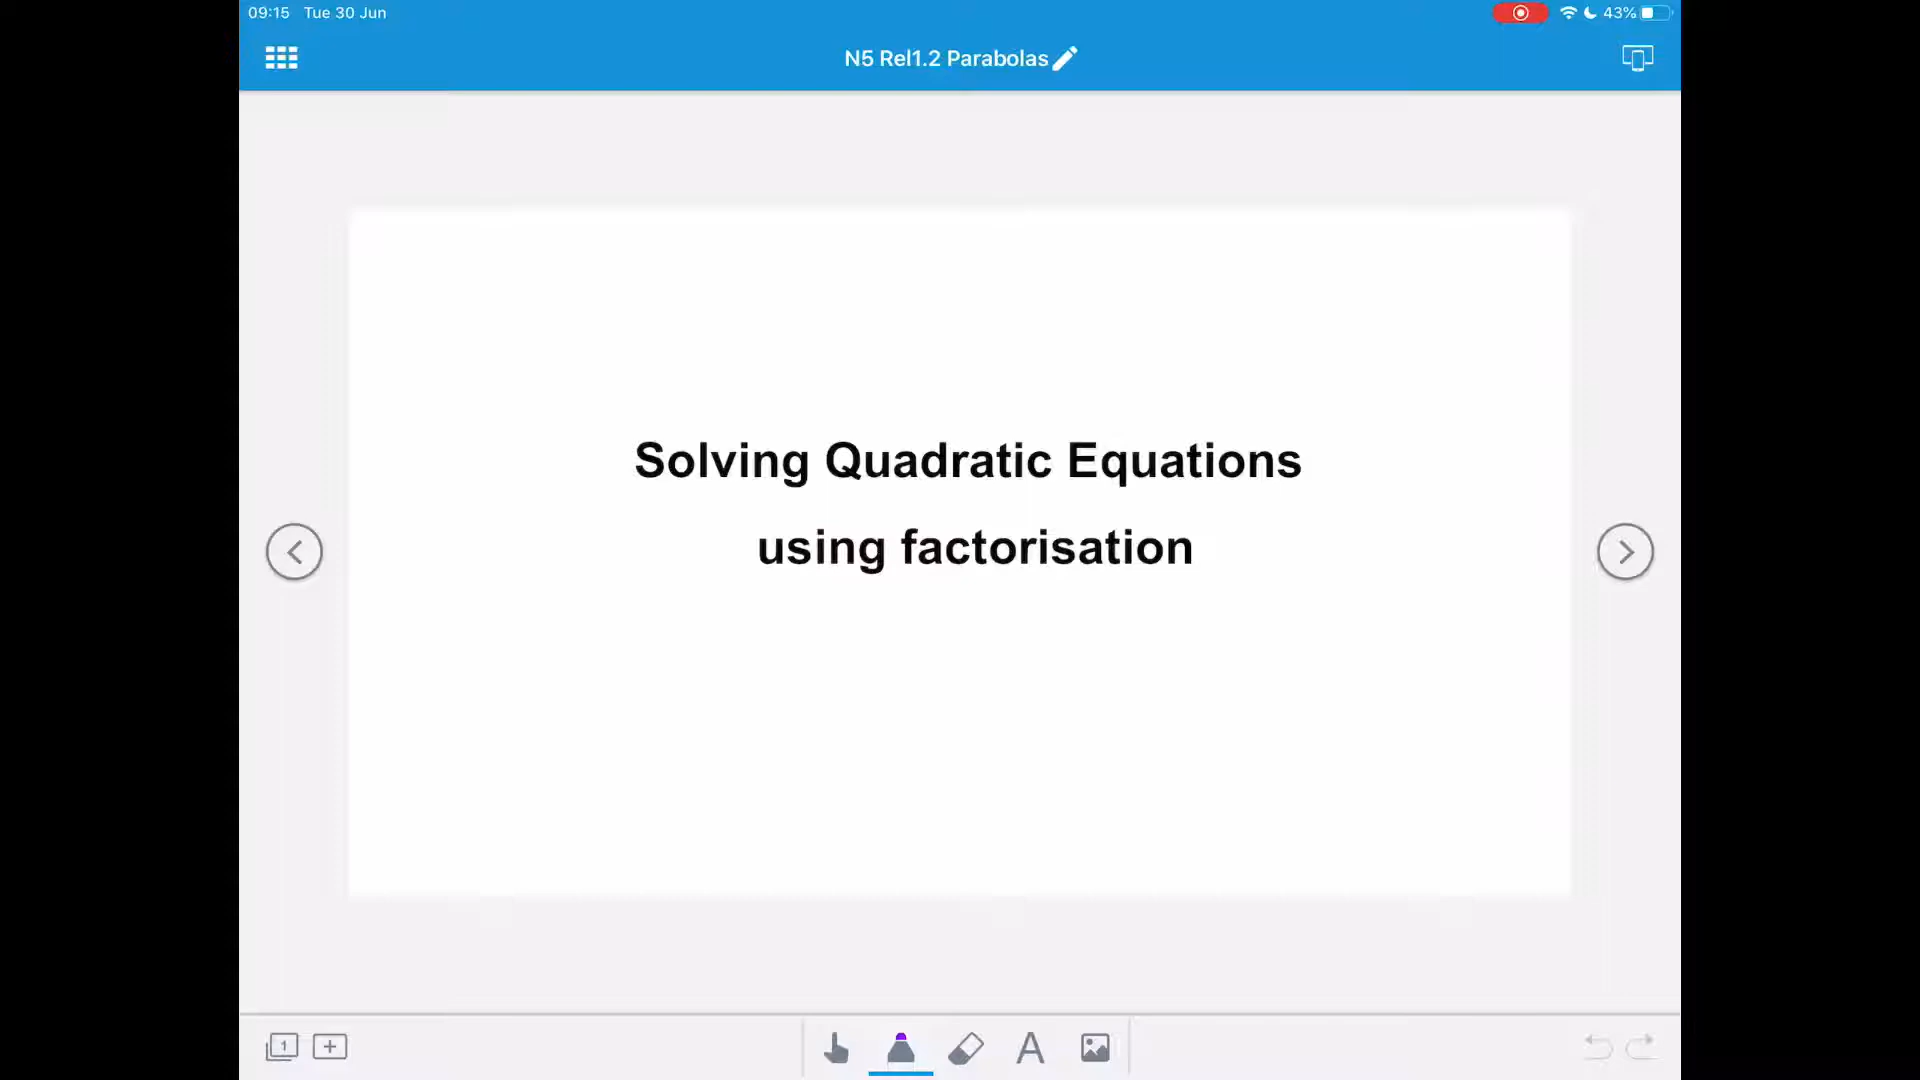 09:15 Tue 30 Jun
43%
N5 Rel1.2 Parabolas
Solving Quadratic Equations
using factorisation
1
A